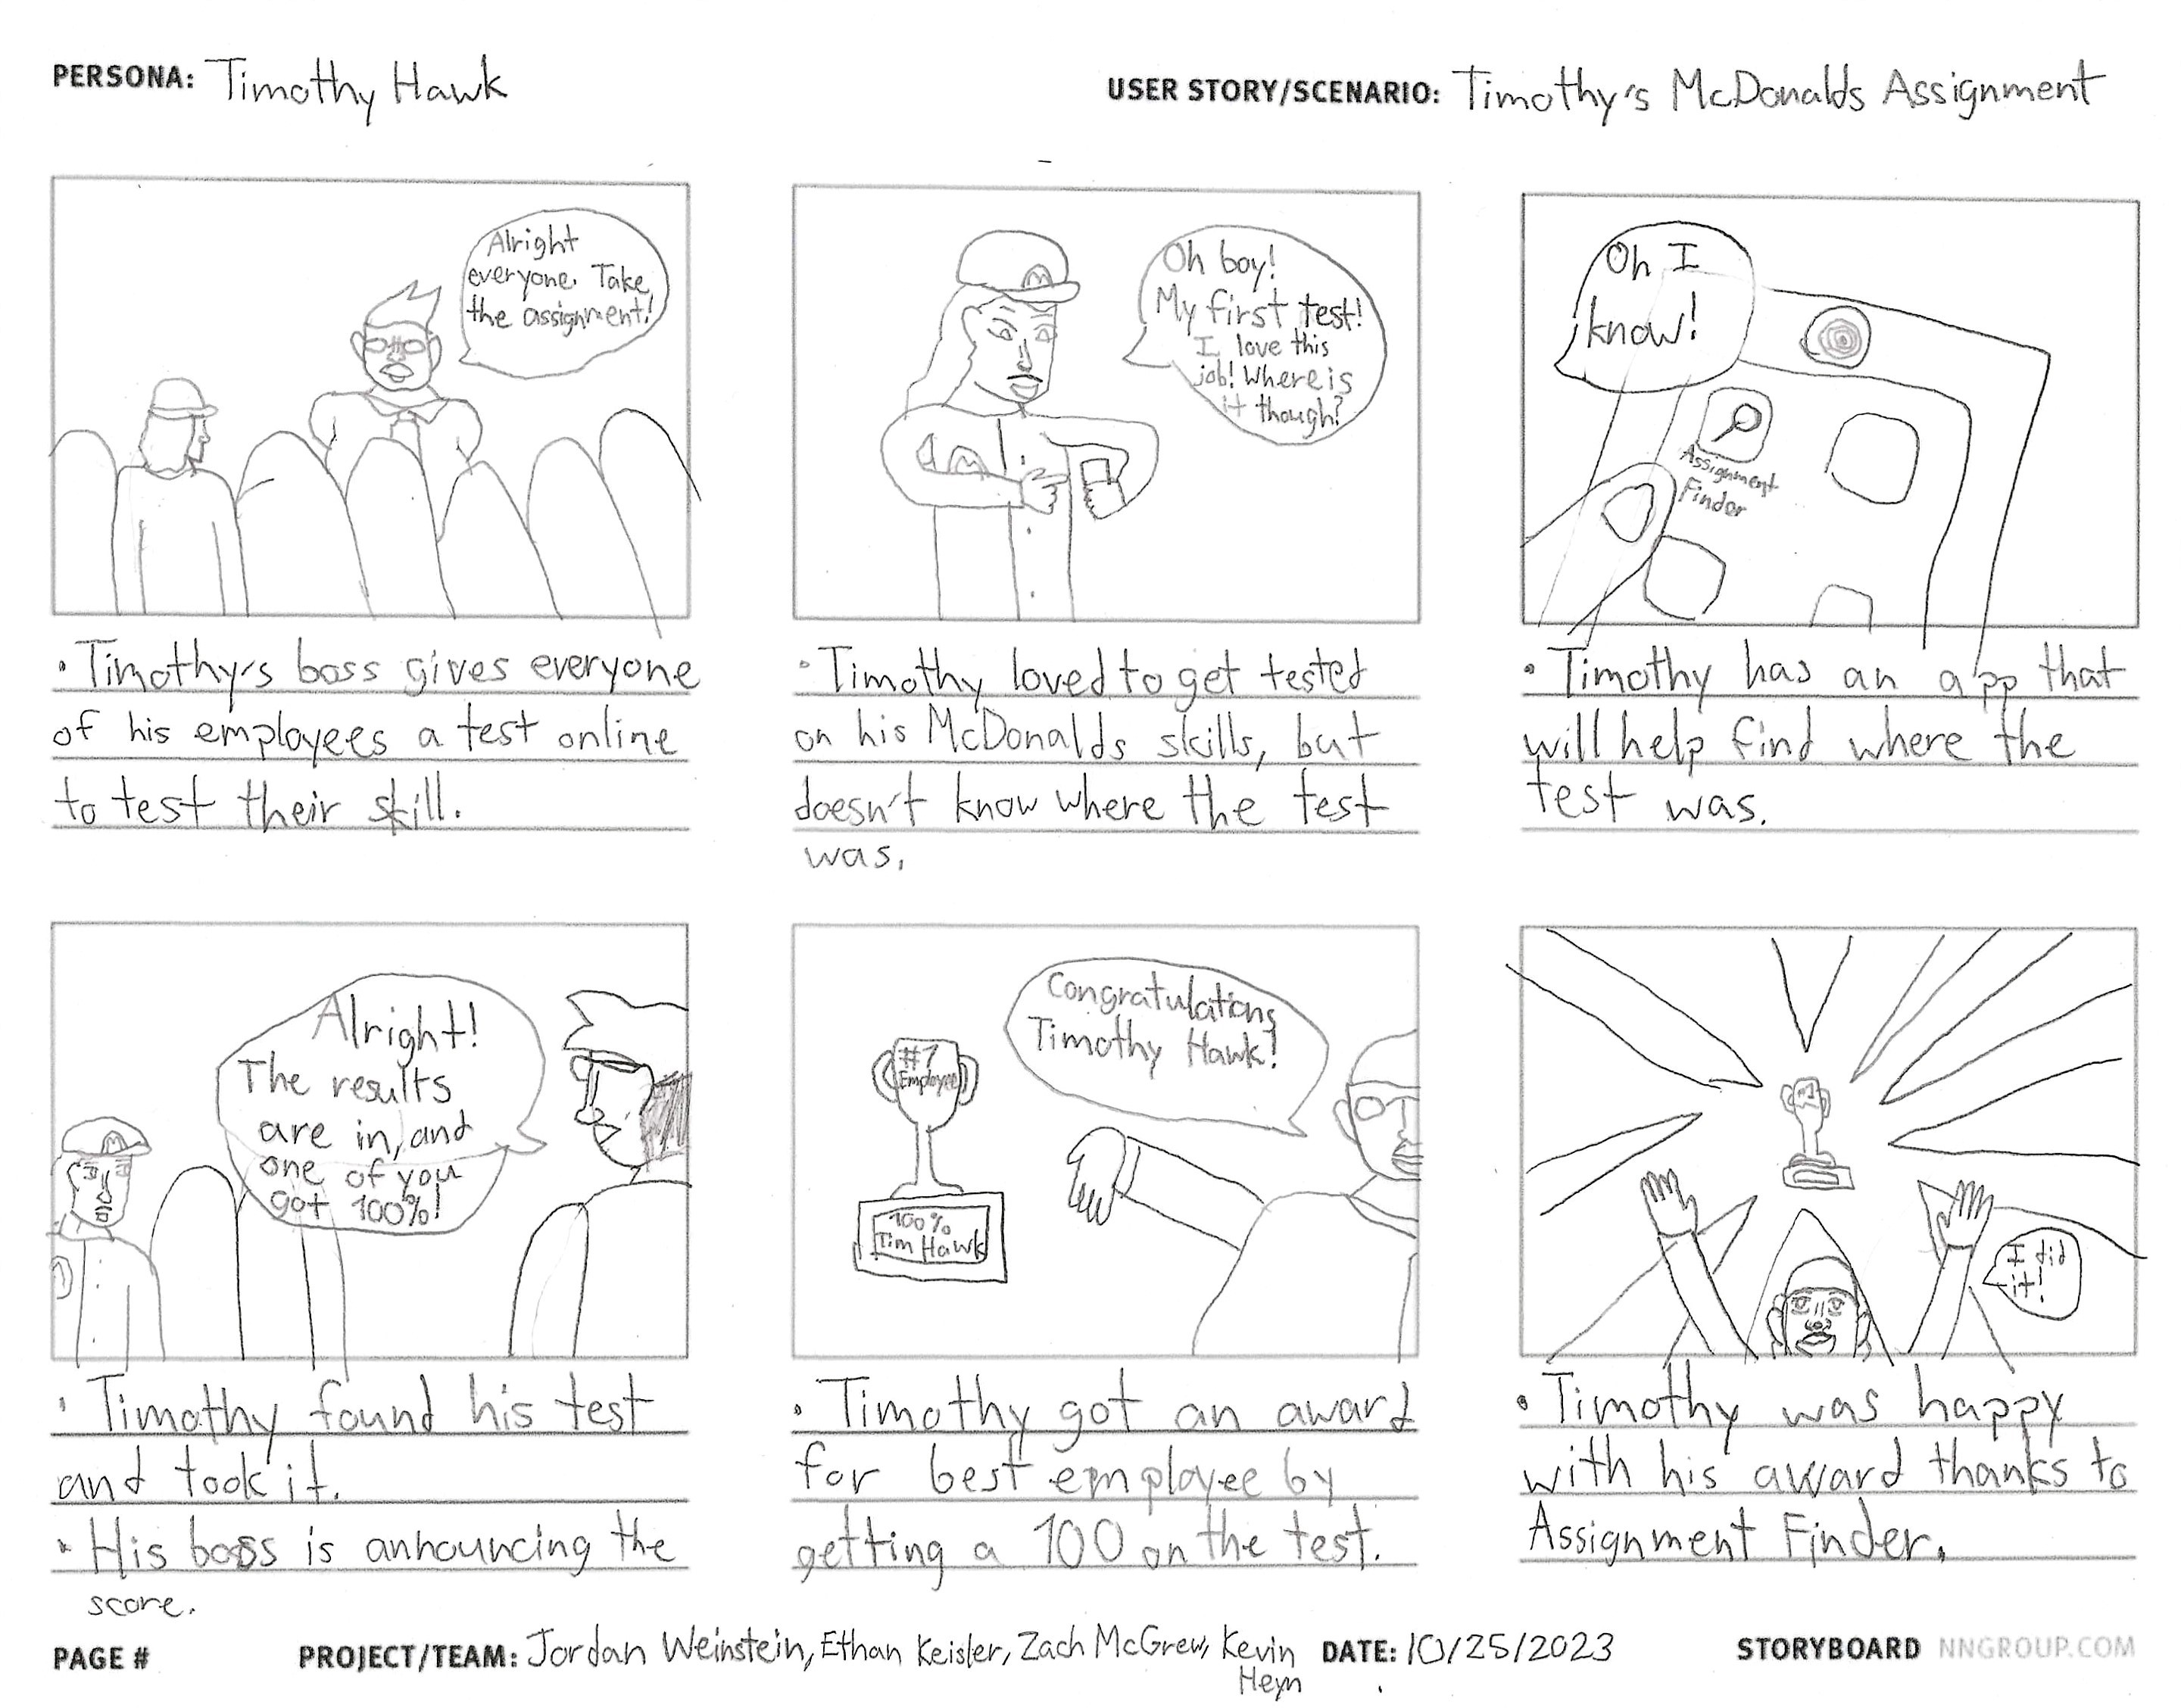 PERSONA: Timothy Hawk
USER STORY/SCENARIO: Timothy's McDonalds Assignment
Alright
everyone. Take
the assignment!
Oh boy!
My first test!
I love this
job! Where is
it though?
M
M
Oh I
know!
Assignment
Finder
• Timothy's boss gives everyone
of his employees a test online
to test their skill.
• Timothy loved to get tested
on his McDonalds skills, but
doesn't know where the test
was.
• Timothy has an app that
will help find where the
test was.
Alright!
The results
are in, and
one of you
got 100%!
M
Congratulations
Timothy Hawk!
#1
Employee
100%
Tim Hawk
#1
I did
it!
• Timothy found his test
and took it.
• His boss is announcing the
score.
• Timothy got an award
for best employee by
getting a 100 on the test.
• Timothy was happy
with his award thanks to
Assignment Finder.
PAGE #
PROJECT/TEAM: Jordan Weinstein, Ethan Keisler, Zach McGrew, Kevin
Heyn
DATE: 10/25/2023
STORYBOARD NNGROUP.COM